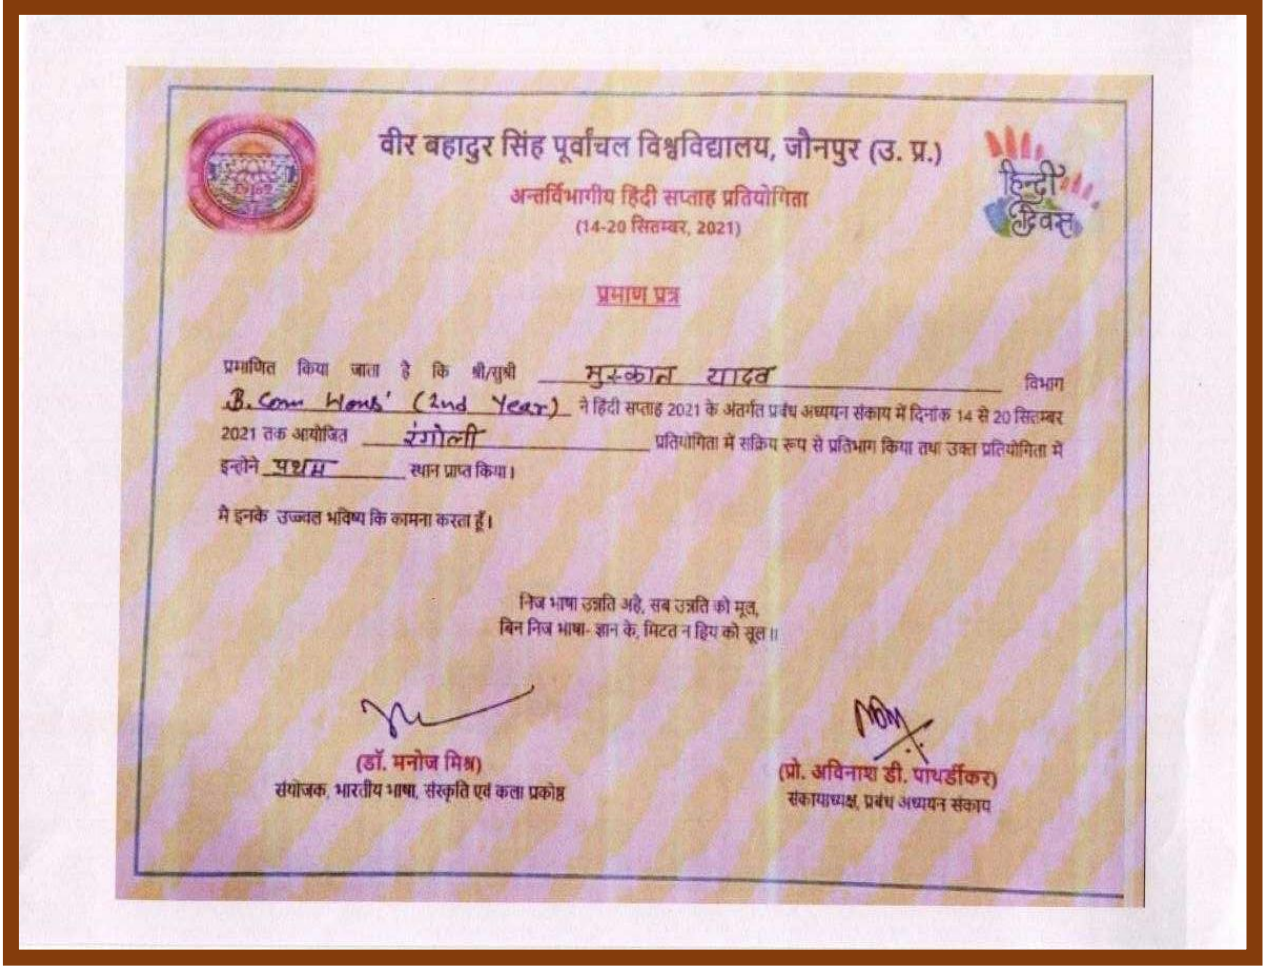 वीर बहादुर सिंह पूर्वांचल विश्वविद्यालय, जौनपुर (उ. प्र.)
हिन्दी
दिवस
अन्तर्विभागीय हिंदी सप्ताह प्रतियोगिता
(14-20 सितम्बर, 2021)
प्रमाण पत्र
प्रमाणित किया जाता है कि श्री/सुश्री मुस्कान यादव विभाग
B. Com Hons' (2nd Year) ने हिंदी सप्ताह 2021 के अंतर्गत प्रबंध अध्ययन संकाय में दिनांक 14 से 20 सितम्बर
2021 तक आयोजित रंगोली प्रतियोगिता में सक्रिय रूप से प्रतिभाग किया तथा उक्त प्रतियोगिता में
इन्होने प्रथम स्थान प्राप्त किया।
मै इनके उज्ज्वल भविष्य कि कामना करता हूँ।
निज भाषा उन्नति अहै, सब उन्नति को मूल,
बिन निज भाषा- ज्ञान के, मिटत न हिय को सूल॥
(डॉ. मनोज मिश्र)
संयोजक, भारतीय भाषा, संस्कृति एवं कला प्रकोष्ठ
(प्रो. अविनाश डी. पाथर्डीकर)
संकायाध्यक्ष, प्रबंध अध्ययन संकाय